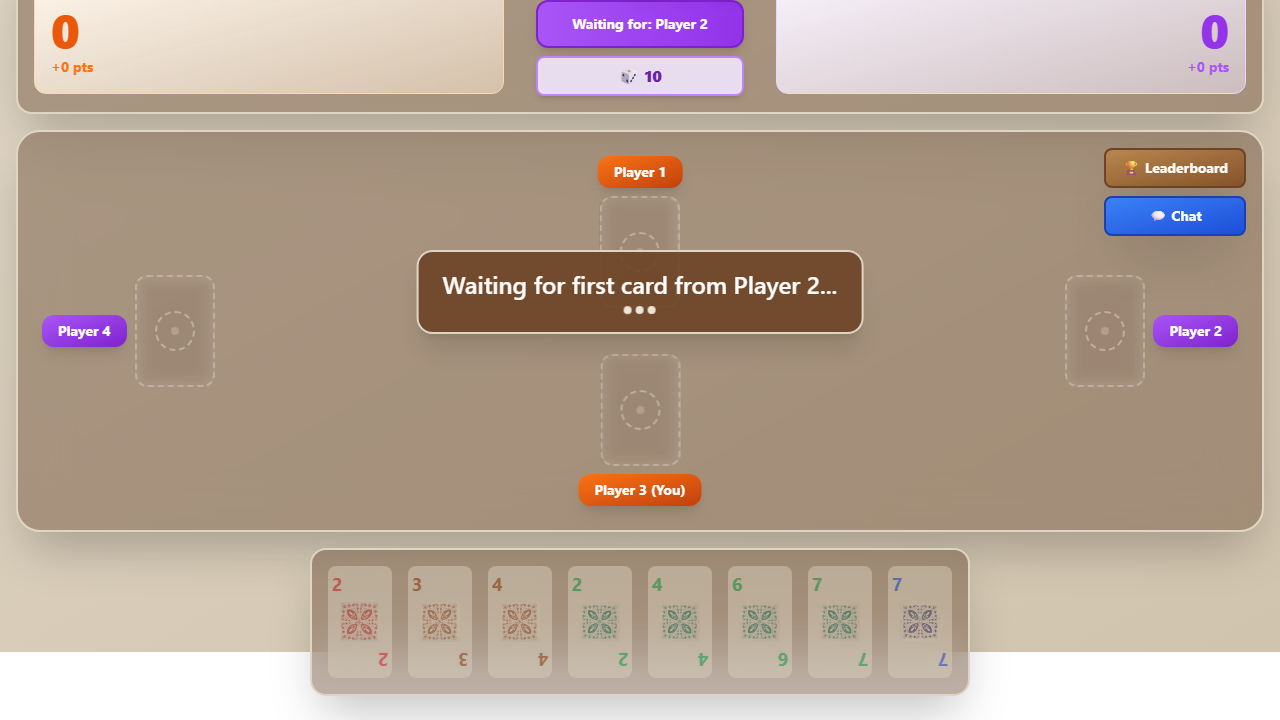 0
+0 pts
Waiting for: Player 2
10
0
+0 pts
Player 1
Leaderboard
Chat
Waiting for first card from Player 2...
Player 4
Player 2
Player 3 (You)
2 3 4 2 4 6 7 7
2 3 4 2 4 6 7 7